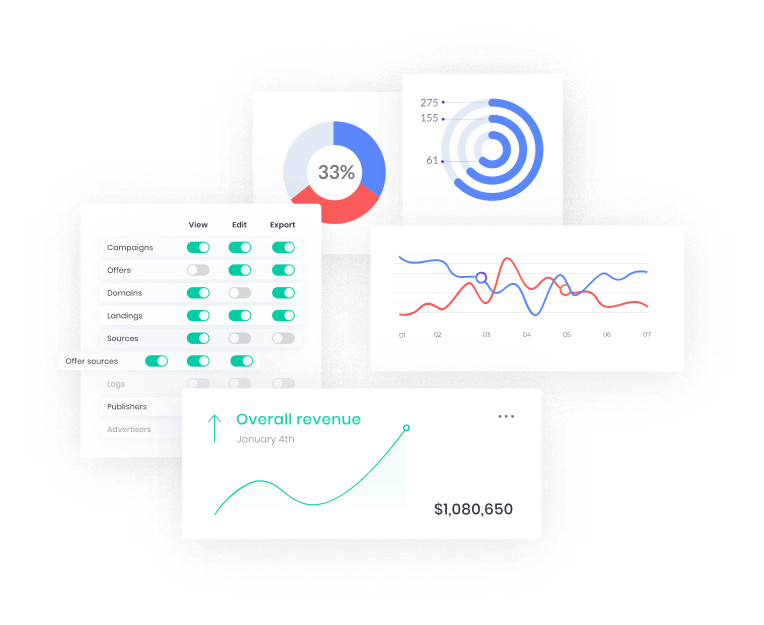 275
155
61
33%
View Edit Export
Campaigns
Offers
Domains
Landings
Sources
Offer sources
Logs
Publishers
Advertisers
01 02 03 04 05 06 07
Overall revenue
January 4th
$1,080,650